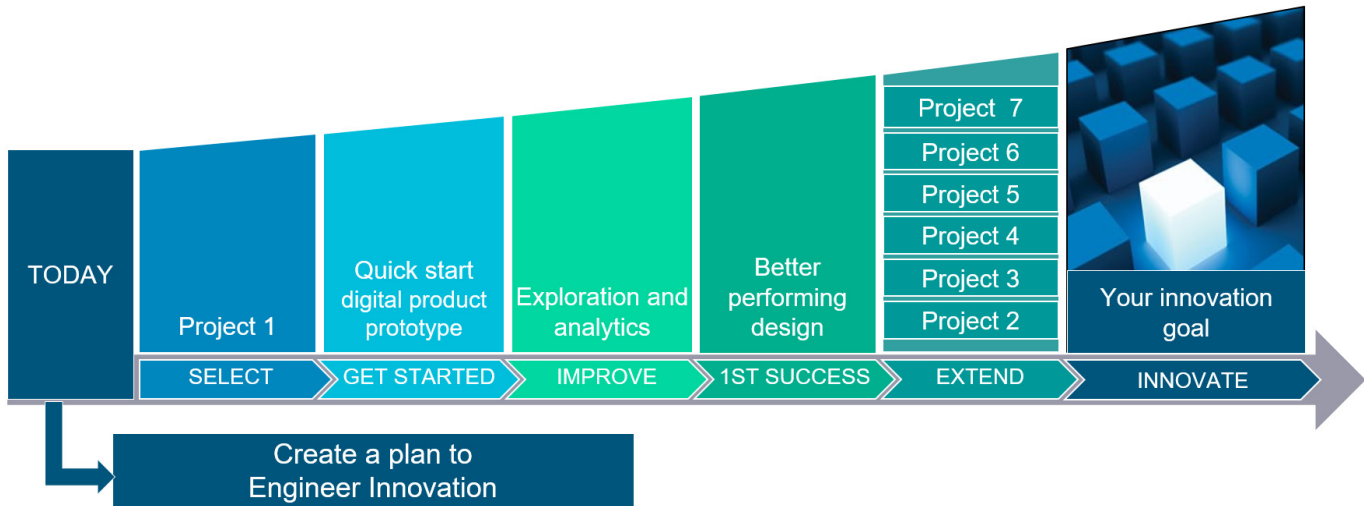 TODAY
Project 1
Quick start
digital product
prototype
Exploration and
analytics
Better
performing
design
Project 7
Project 6
Project 5
Project 4
Project 3
Project 2
Your innovation
goal
SELECT
GET STARTED
IMPROVE
1ST SUCCESS
EXTEND
INNOVATE
Create a plan to
Engineer Innovation